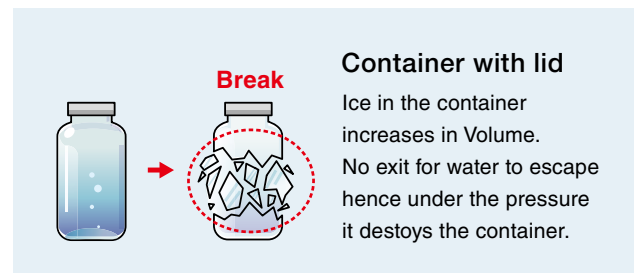 Break
Container with lid
Ice in the container
increases in Volume.
No exit for water to escape
hence under the pressure
it destoys the container.